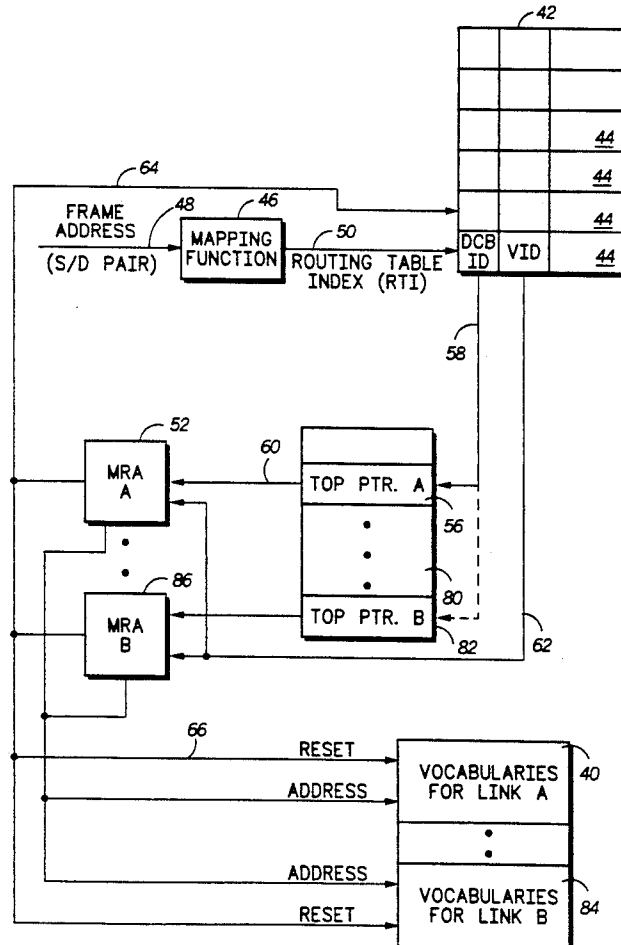 42
44
44
44
44
64
FRAME
ADDRESS
48
(S/D PAIR)
46
MAPPING
FUNCTION
50
ROUTING TABLE
INDEX (RTI)
DCB
ID
VID
58
52
MRA
A
60
TOP PTR. A
56
80
86
MRA
B
TOP PTR. B
82
62
66
RESET
40
VOCABULARIES
FOR LINK A
ADDRESS
ADDRESS
VOCABULARIES
FOR LINK B
84
RESET